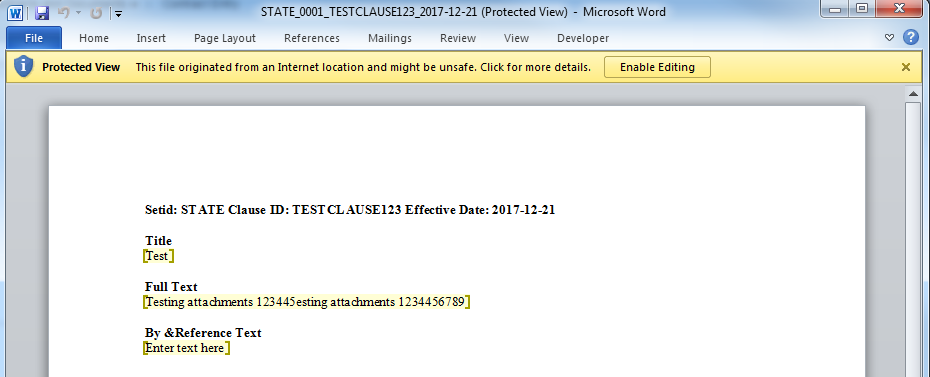 STATE_0001_TESTCLAUSE123_2017-12-21 (Protected View) - Microsoft Word
File Home Insert Page Layout References Mailings Review View Developer
Protected View This file originated from an Internet location and might be unsafe. Click for more details. Enable Editing
Setid: STATE Clause ID: TESTCLAUSE123 Effective Date: 2017-12-21
Title
[Test]
Full Text
[Testing attachments 123445esting attachments 1234456789]
By &Reference Text
[Enter text here]